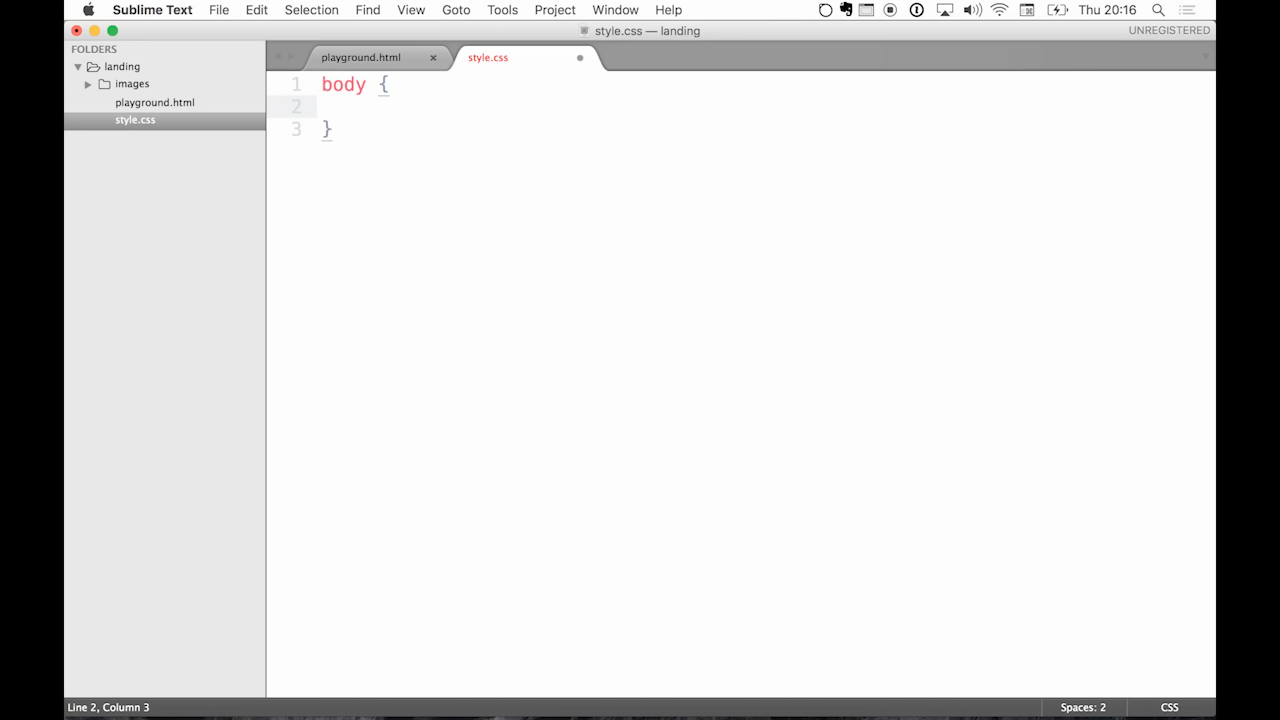 Sublime Text File Edit Selection Find View Goto Tools Project Window Help Thu 20:16
style.css — landing UNREGISTERED
FOLDERS
landing
images
playground.html
style.css
playground.html × style.css
1 body {
2
3 }
Line 2, Column 3 Spaces: 2 CSS